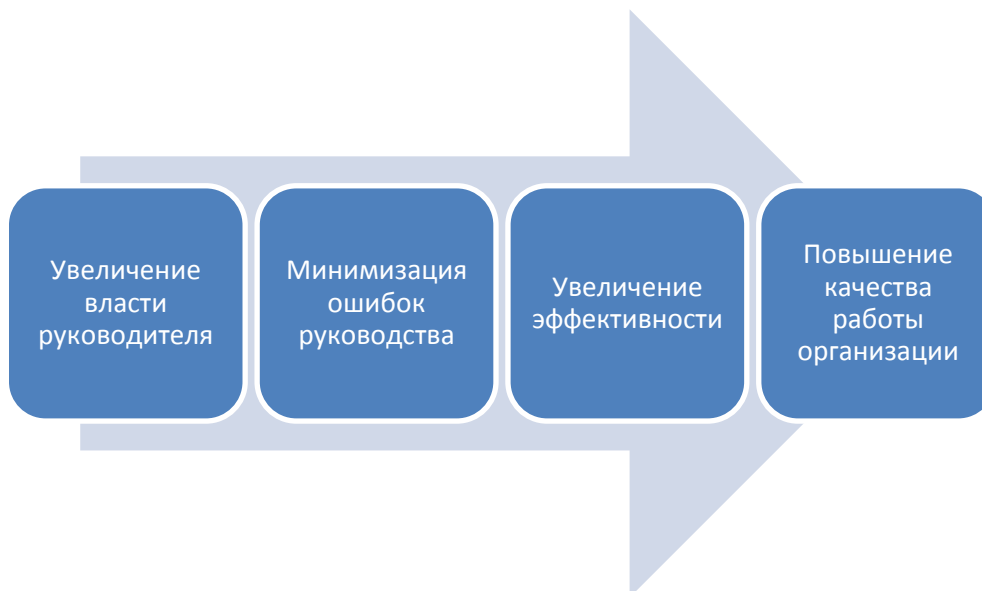 Увеличение
власти
руководителя
Минимизация
ошибок
руководства
Увеличение
эффективности
Повышение
качества
работы
организации